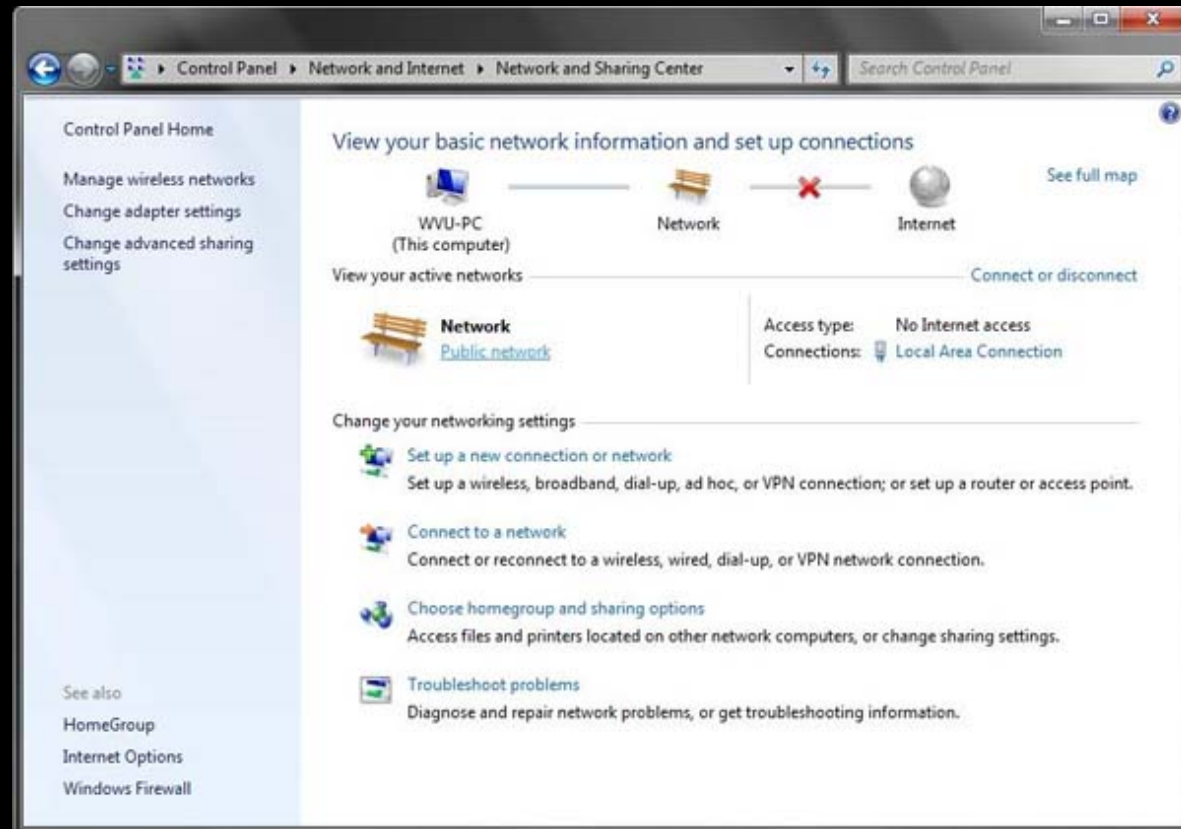 Control Panel ▸ Network and Internet ▸ Network and Sharing Center
Search Control Panel
Control Panel Home
Manage wireless networks
Change adapter settings
Change advanced sharing
settings
See also
HomeGroup
Internet Options
Windows Firewall
View your basic network information and set up connections
See full map
WVU-PC
(This computer)
Network
Internet
View your active networks
Connect or disconnect
Network
Public network
Access type: No Internet access
Connections: Local Area Connection
Change your networking settings
Set up a new connection or network
Set up a wireless, broadband, dial-up, ad hoc, or VPN connection; or set up a router or access point.
Connect to a network
Connect or reconnect to a wireless, wired, dial-up, or VPN network connection.
Choose homegroup and sharing options
Access files and printers located on other network computers, or change sharing settings.
Troubleshoot problems
Diagnose and repair network problems, or get troubleshooting information.